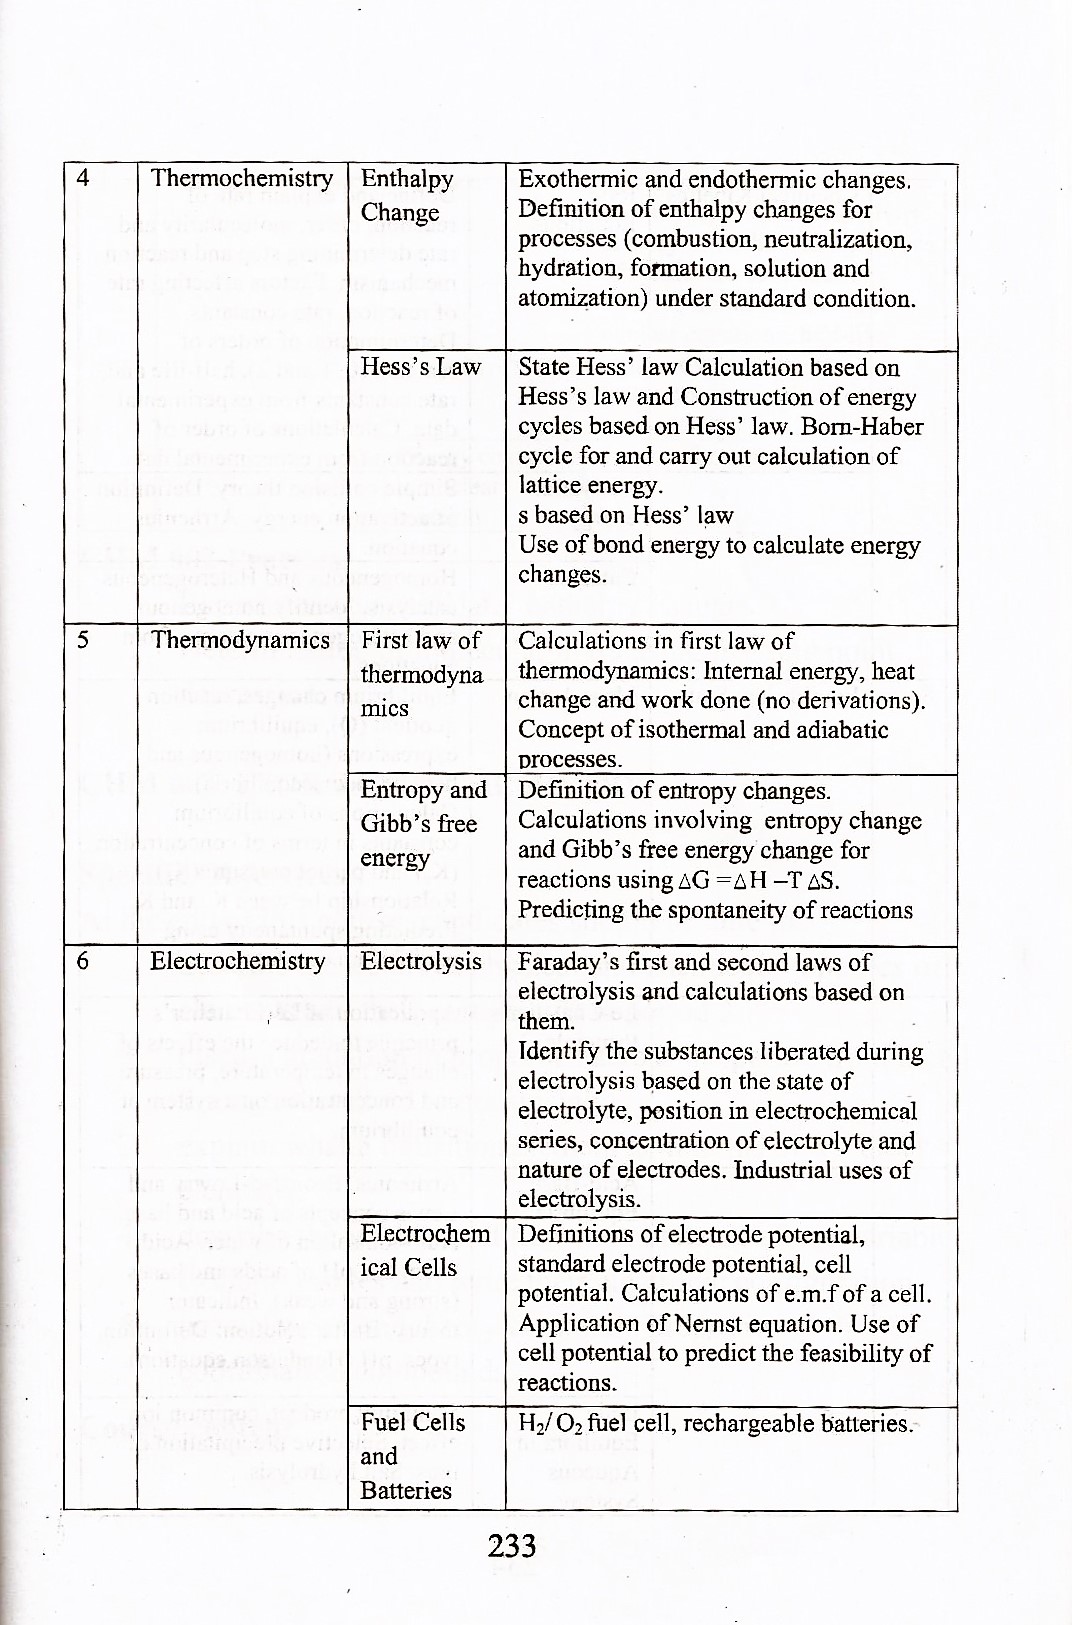 4 Thermochemistry Enthalpy Change
Exothermic and endothermic changes.
Definition of enthalpy changes for
processes (combustion, neutralization,
hydration, formation, solution and
atomization) under standard condition.
Hess's Law
State Hess' law Calculation based on
Hess's law and Construction of energy
cycles based on Hess' law. Born-Haber
cycle for and carry out calculation of
lattice energy.
s based on Hess' law
Use of bond energy to calculate energy
changes.
5 Thermodynamics
First law of
thermodyna
mics
Calculations in first law of
thermodynamics: Internal energy, heat
change and work done (no derivations).
Concept of isothermal and adiabatic
processes.
Entropy and
Gibb's free
energy
Definition of entropy changes.
Calculations involving entropy change
and Gibb's free energy change for
reactions using △G =△H –T △S.
Predicting the spontaneity of reactions
6 Electrochemistry
Electrolysis
Faraday's first and second laws of
electrolysis and calculations based on
them.
Identify the substances liberated during
electrolysis based on the state of
electrolyte, position in electrochemical
series, concentration of electrolyte and
nature of electrodes. Industrial uses of
electrolysis.
Electrochem
ical Cells
Definitions of electrode potential,
standard electrode potential, cell
potential. Calculations of e.m.f of a cell.
Application of Nernst equation. Use of
cell potential to predict the feasibility of
reactions.
Fuel Cells
and
Batteries
H₂/ O₂ fuel cell, rechargeable batteries.
233